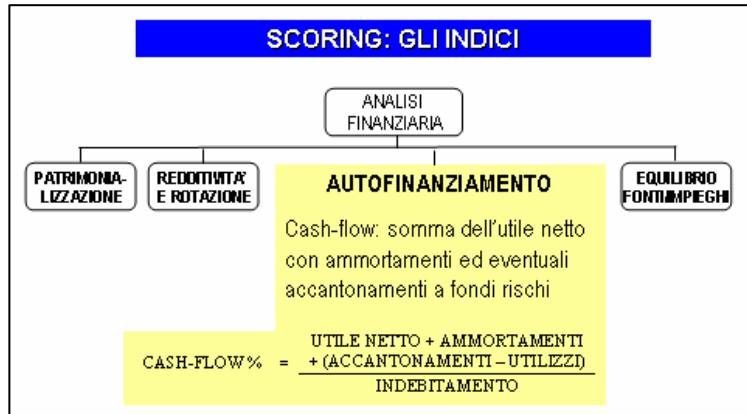 SCORING: GLI INDICI
ANALISI
FINANZIARIA
PATRIMONIA-
LIZZAZIONE
REDDITIVITA'
E ROTAZIONE
AUTOFINANZIAMENTO
Cash-flow: somma dell'utile netto
con ammortamenti ed eventuali
accantonamenti a fondi rischi
EQUILIBRIO
FONTI/IMPIEGHI
UTILE NETTO + AMMORTAMENTI
+ (ACCANTONAMENTI – UTILIZZI)
CASH-FLOW % =
INDEBITAMENTO